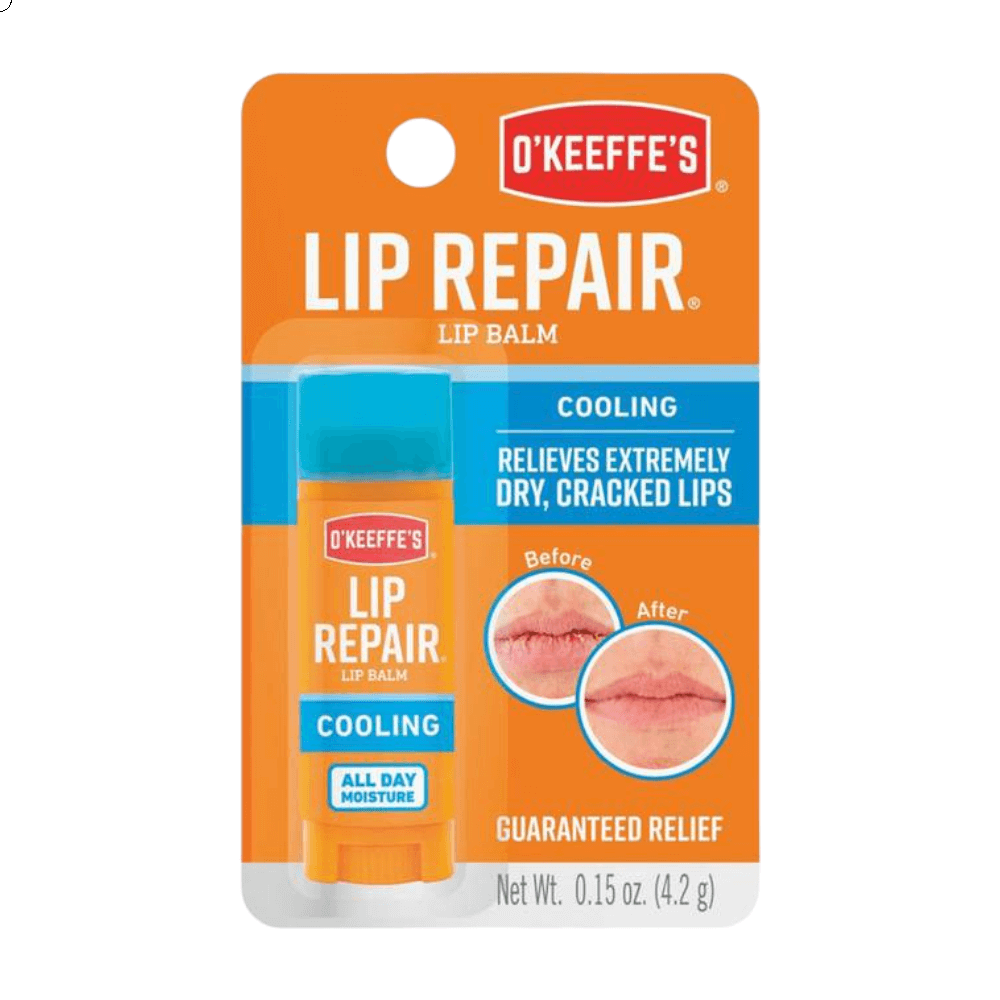 O'KEEFFE'S®
LIP REPAIR®
LIP BALM
COOLING
RELIEVES EXTREMELY
DRY, CRACKED LIPS
Before
After
GUARANTEED RELIEF
Net Wt. 0.15 oz. (4.2 g)
O'KEEFFE'S®
LIP
REPAIR®
LIP BALM
COOLING
ALL DAY
MOISTURE